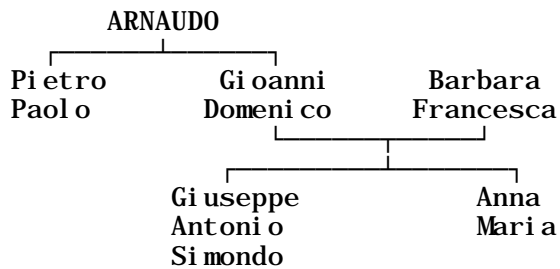 ARNAUDO
Pietro Gioanni Barbara
Paolo Domenico Francesca
Giuseppe Anna
Antonio Maria
Simondo